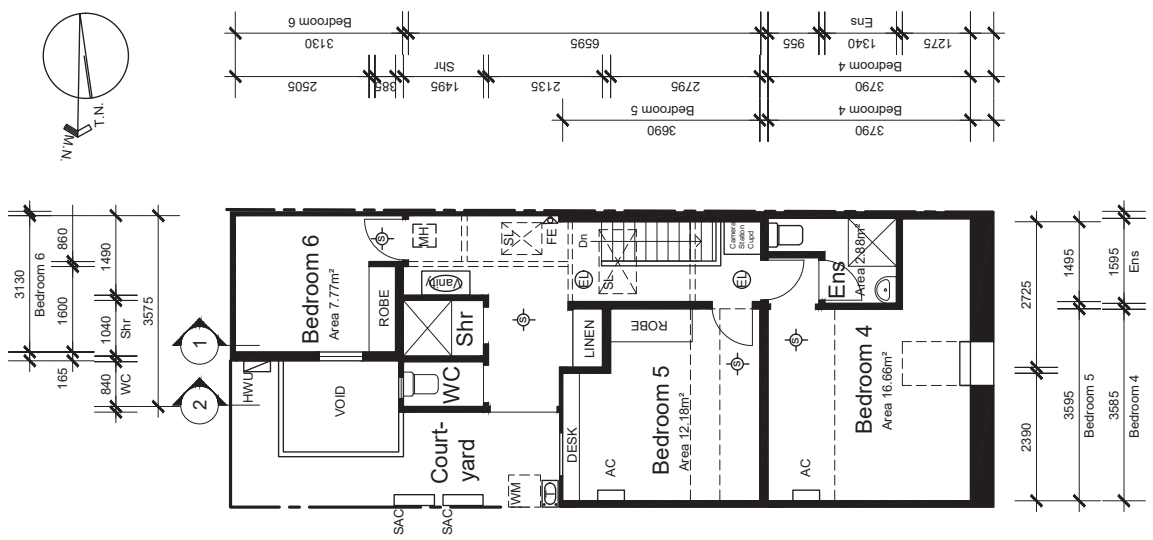 M.N.
T.N.
3130
Bedroom 6
6595
955
1340
Ens
1275
2505
385
1495
Shr
2135
2795
3790
Bedroom 4
3690
Bedroom 5
3790
Bedroom 4
3130
Bedroom 6
860
1600
165
1490
1040
Shr
840
WC
3575
1
2
Bedroom 6
Area 7.77m²
ROBE
MH
SL
FE
Dn
EL
SL
Camera
Station
Cupd
EL
S
Vanity
S
Shr
WC
HWU
VOID
Court-
yard
SAC
SAC
WM
T
LINEN
ROBE
DESK
Bedroom 5
Area 12.18m²
AC
S
Ens
Area 2.88m²
S
Bedroom 4
Area 16.66m²
AC
2725
2390
1495
3595
Bedroom 5
1595
Ens
3585
Bedroom 4